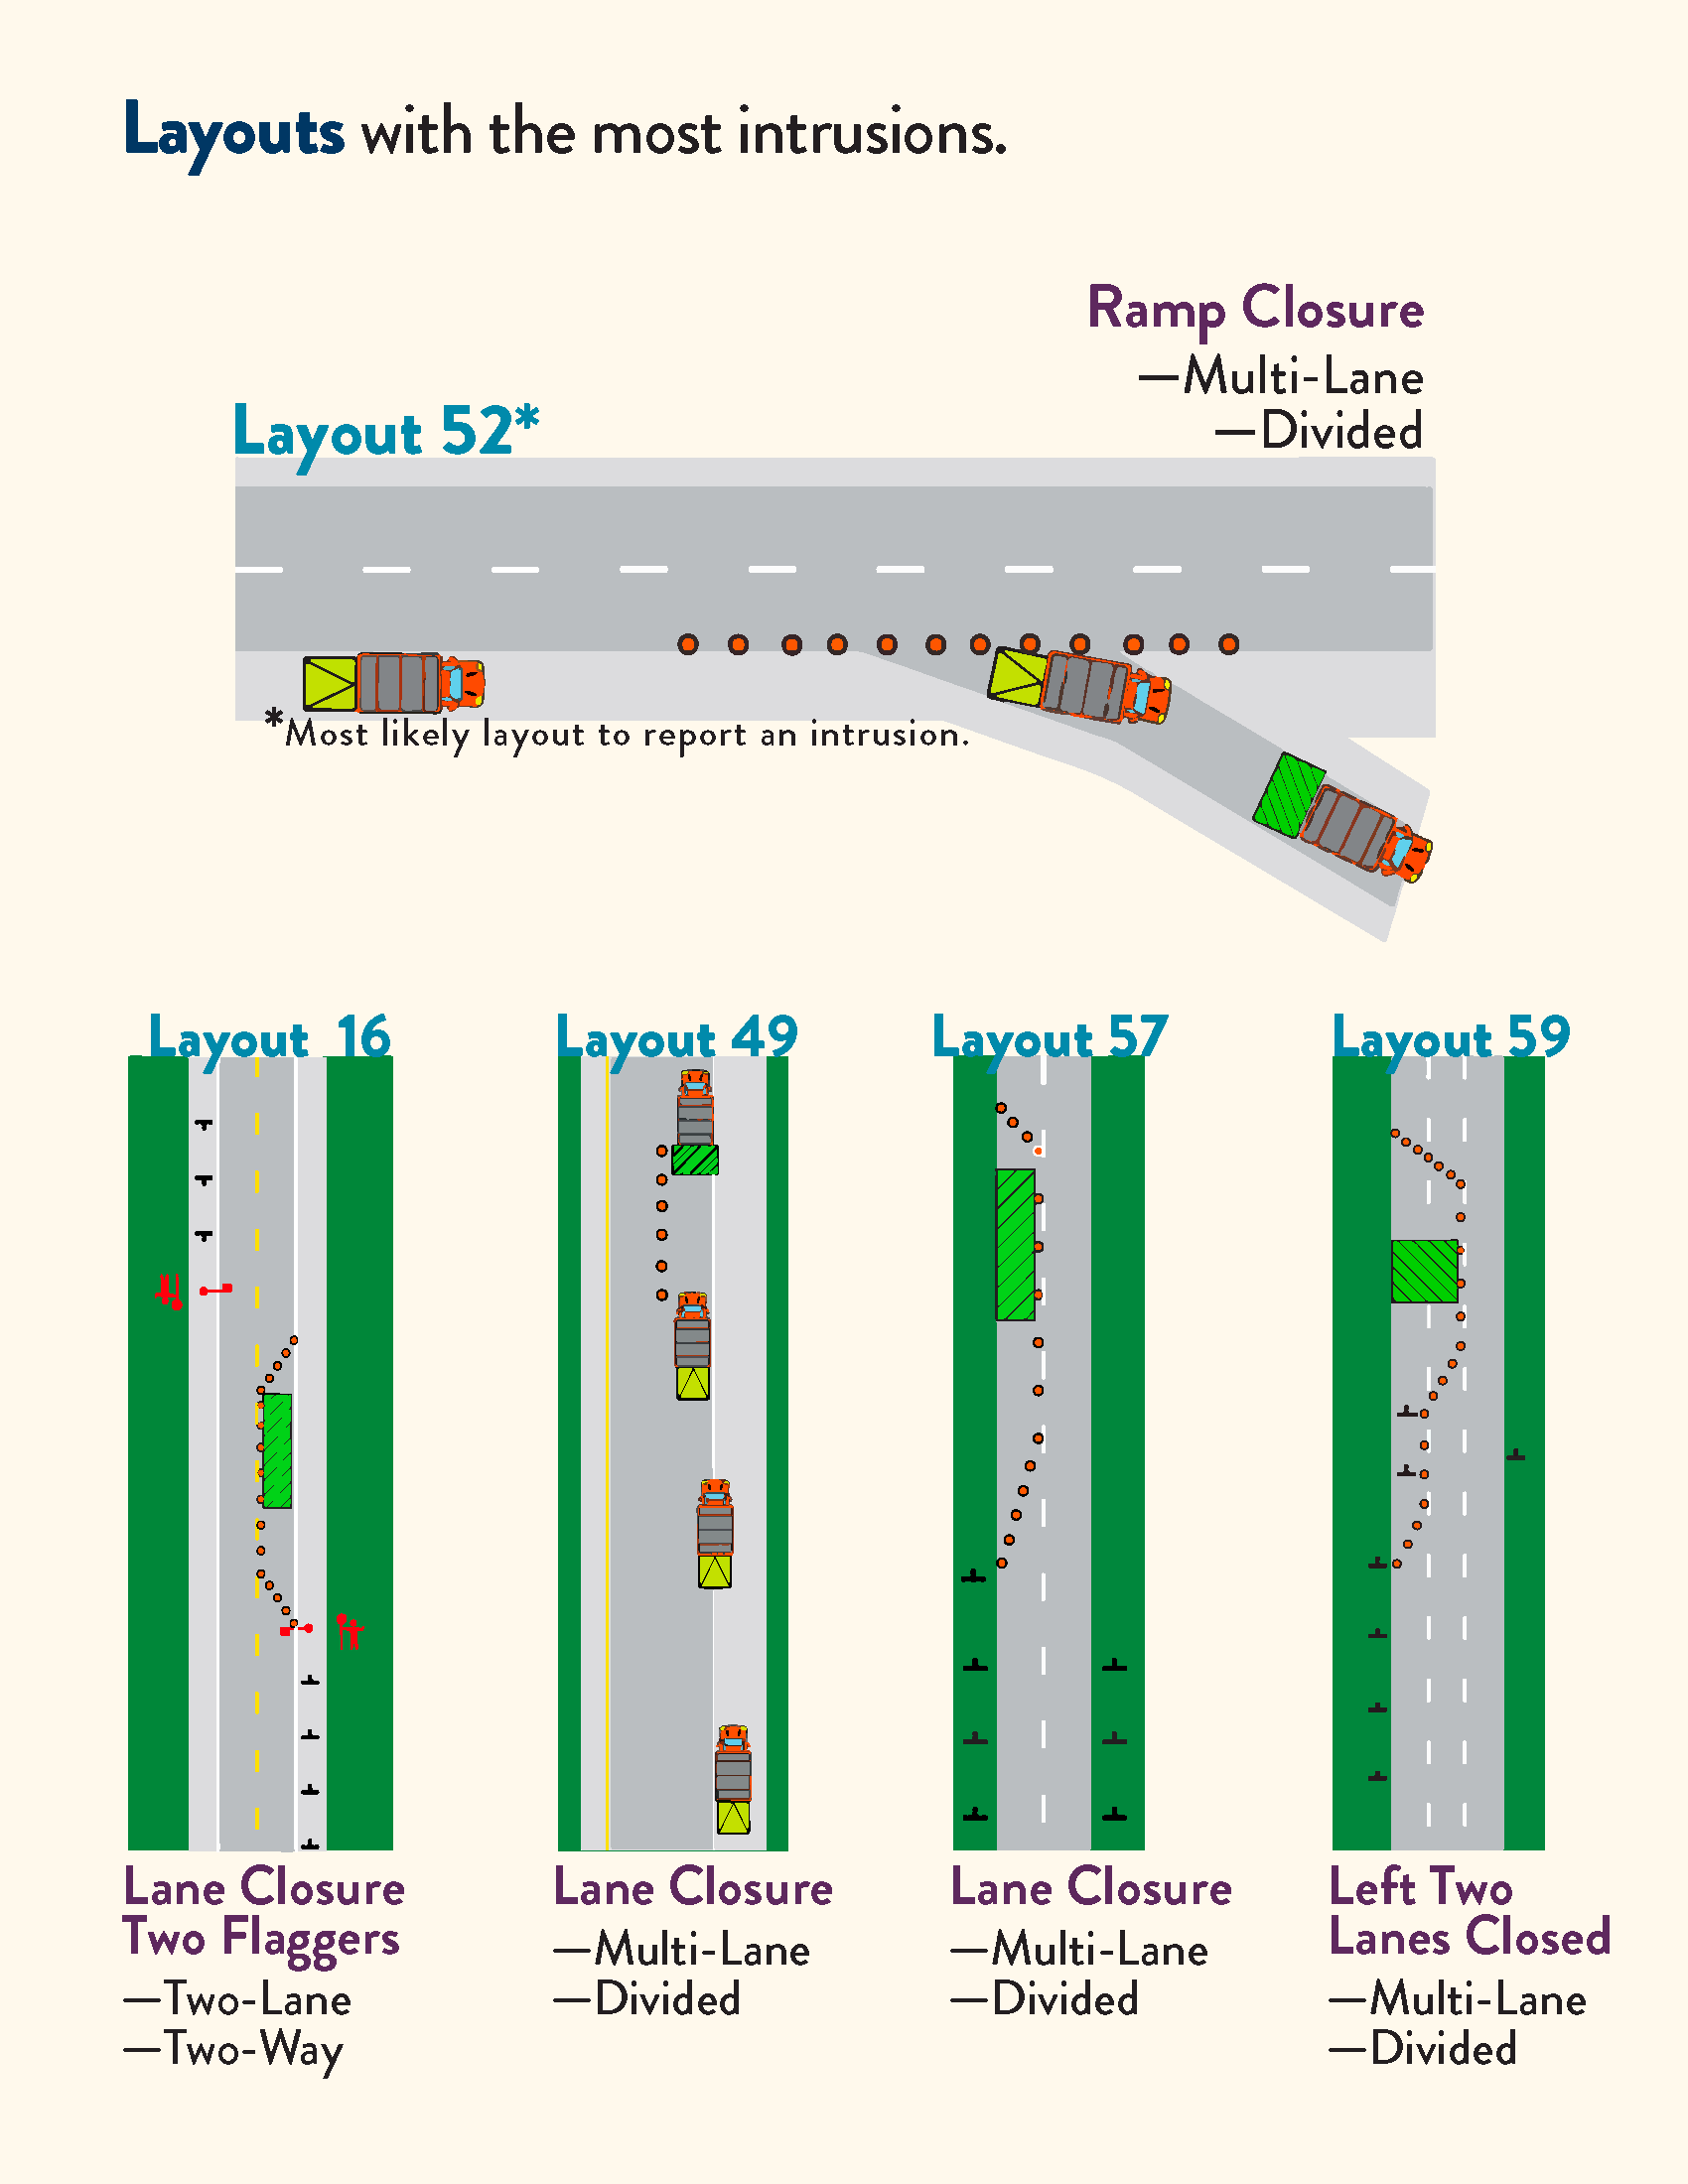 Layouts with the most intrusions.
Ramp Closure
—Multi-Lane
—Divided
Layout 52*
*Most likely layout to report an intrusion.
Layout 16
Layout 49
Layout 57
Layout 59
Lane Closure
Two Flaggers
—Two-Lane
—Two-Way
Lane Closure
—Multi-Lane
—Divided
Lane Closure
—Multi-Lane
—Divided
Left Two
Lanes Closed
—Multi-Lane
—Divided